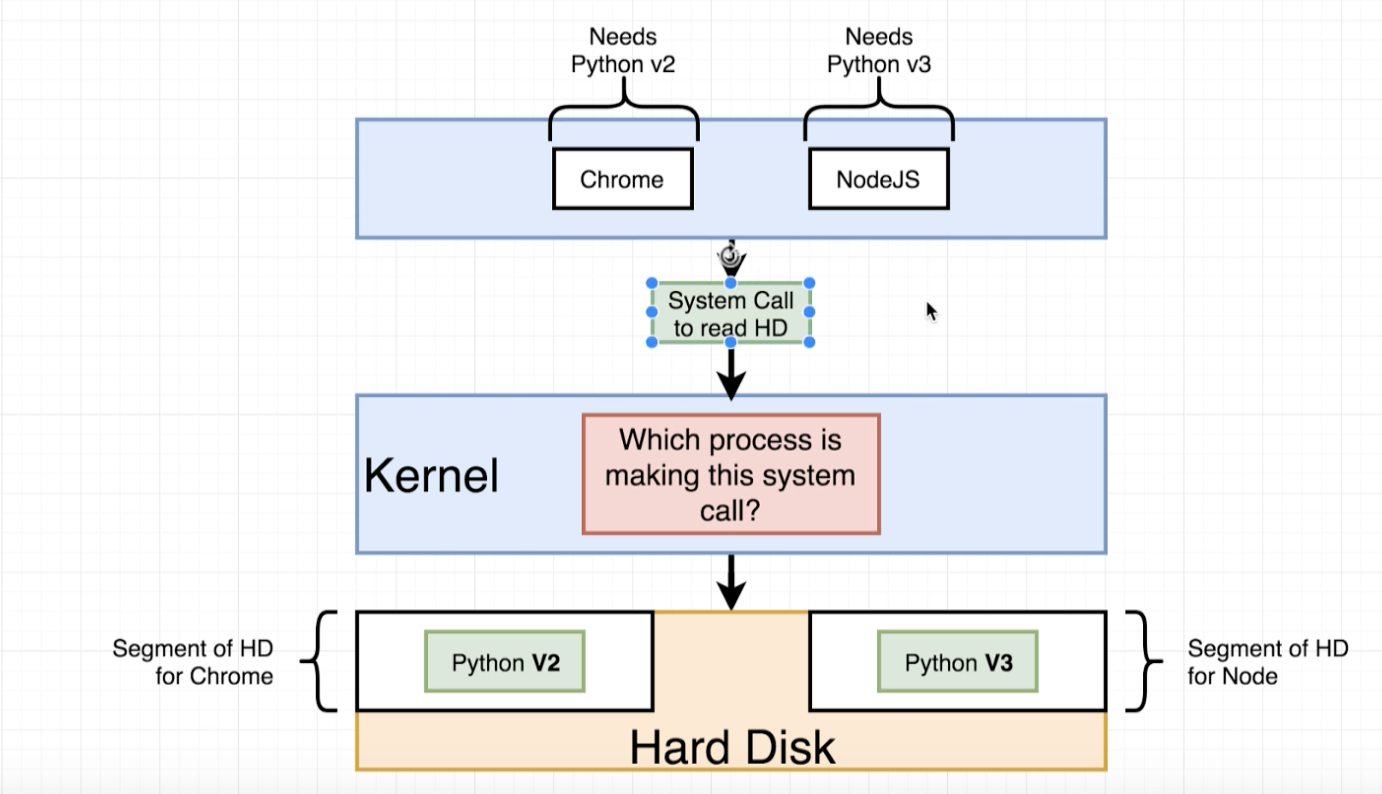 Needs
Python v2
Needs
Python v3
Chrome
NodeJS
System Call
to read HD
Kernel
Which process is
making this system
call?
Segment of HD
for Chrome
Python V2
Python V3
Segment of HD
for Node
Hard Disk